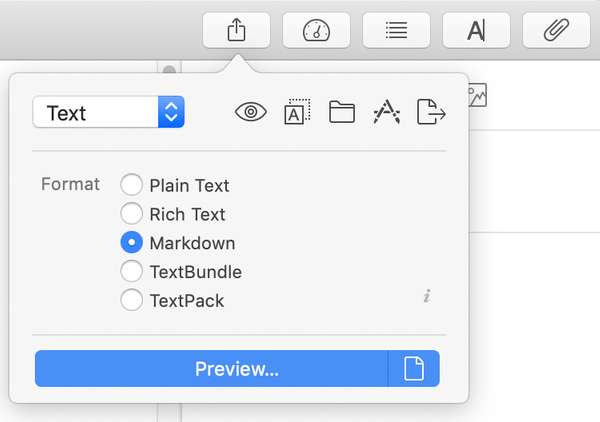 A
Text
A
Format
Plain Text
Rich Text
Markdown
TextBundle
TextPack
i
Preview...